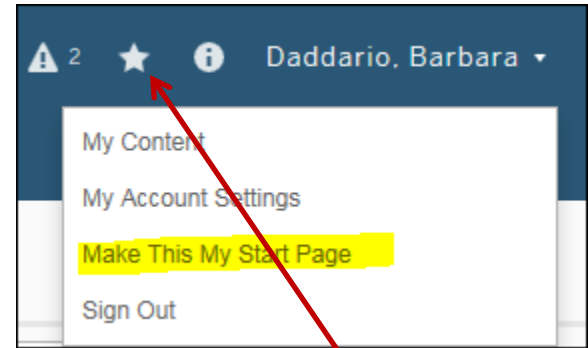 2 Daddario, Barbara
My Content
My Account Settings
Make This My Start Page
Sign Out